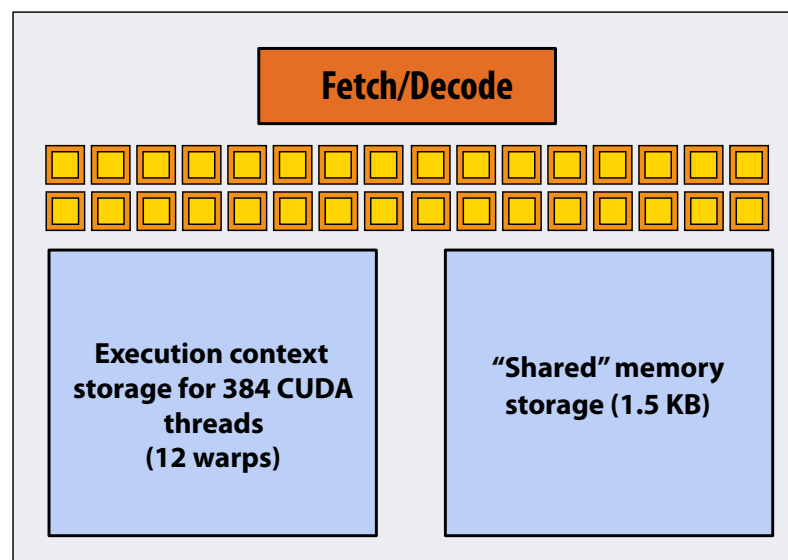 Fetch/Decode
Execution context
storage for 384 CUDA
threads
(12 warps)
“Shared” memory
storage (1.5 KB)